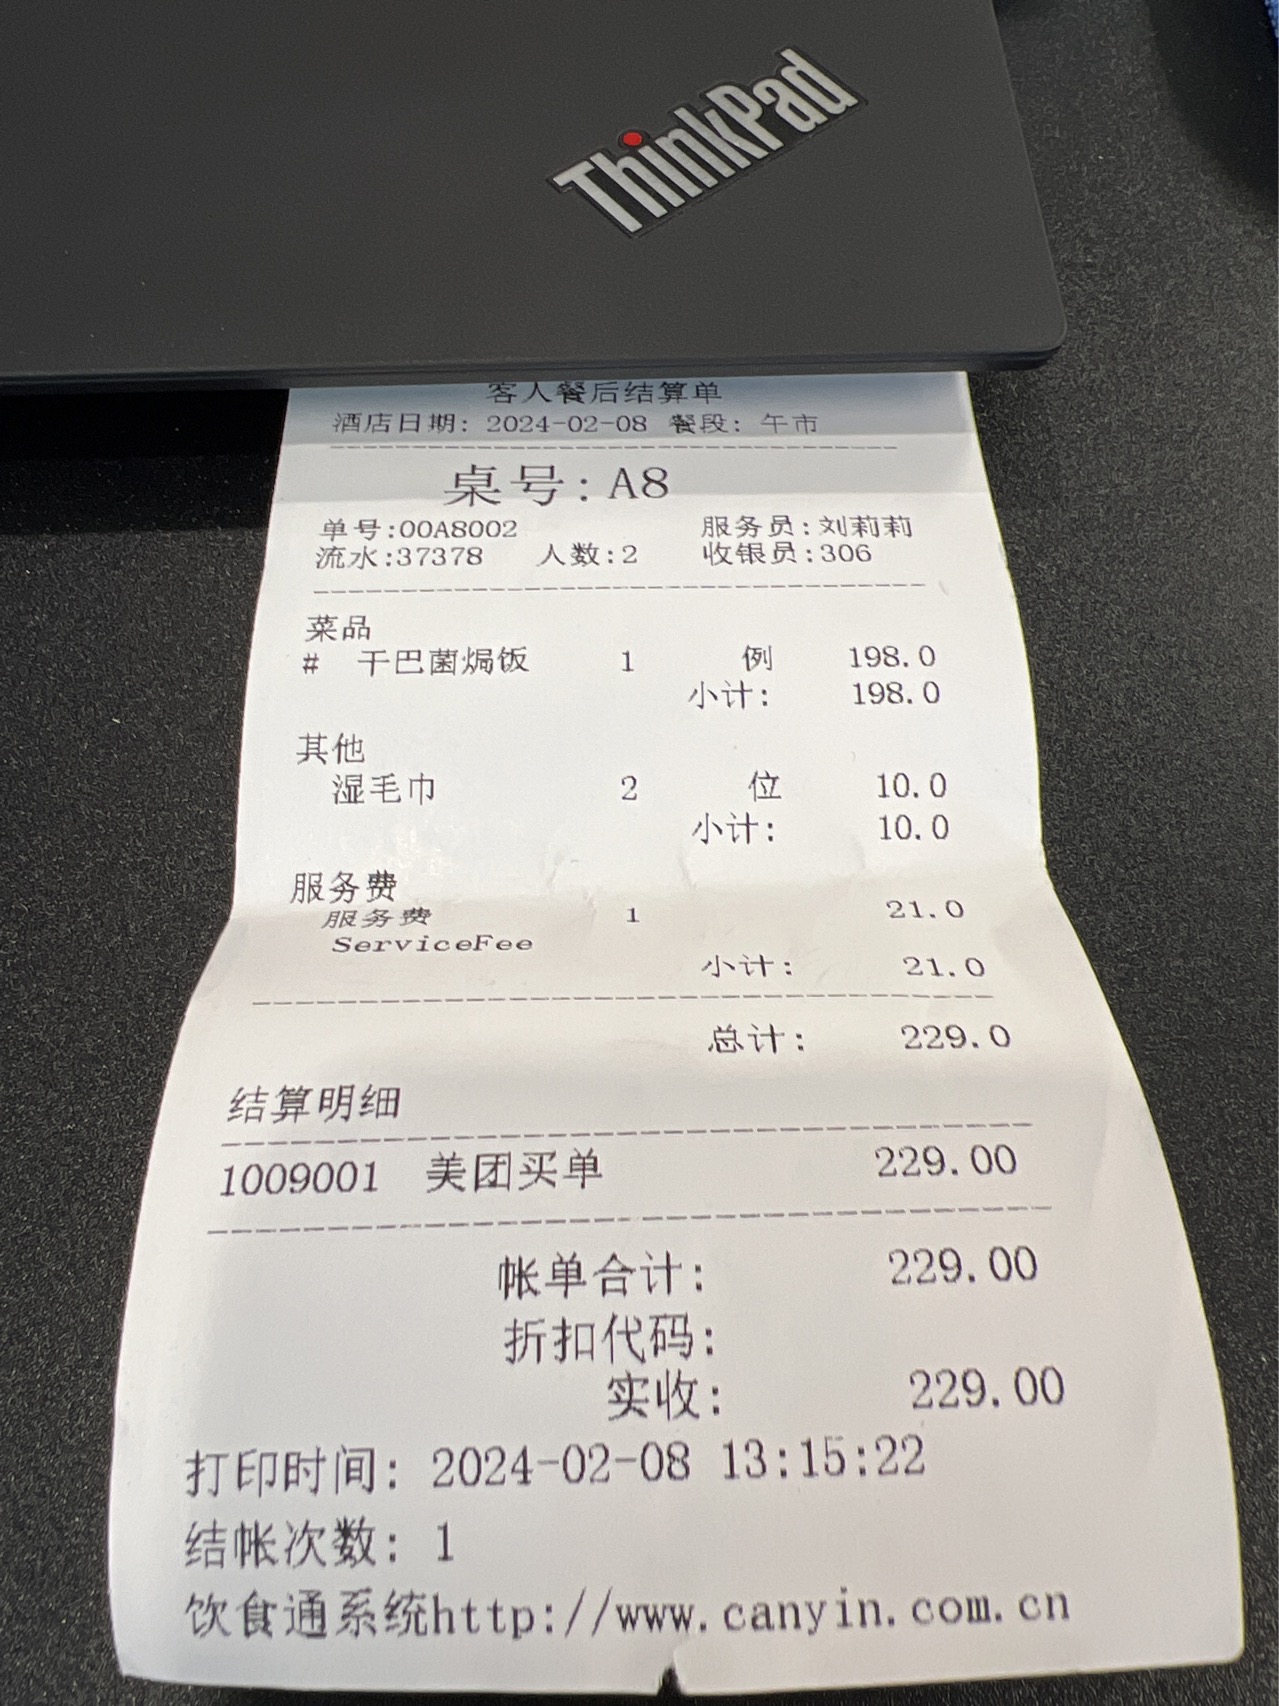 ThinkPad
客人餐后结算单
酒店日期: 2024-02-08 餐段: 午市
桌号:A8
单号:00A8002 服务员:刘莉莉
流水:37378 人数:2 收银员:306
菜品
# 干巴菌焗饭 1 例 198.0
小计: 198.0
其他
湿毛巾 2 位 10.0
小计: 10.0
服务费
服务费 1 21.0
ServiceFee
小计: 21.0
总计: 229.0
结算明细
1009001 美团买单 229.00
帐单合计: 229.00
折扣代码:
实收: 229.00
打印时间: 2024-02-08 13:15:22
结帐次数: 1
饮食通系统http://www.canyin.com.cn